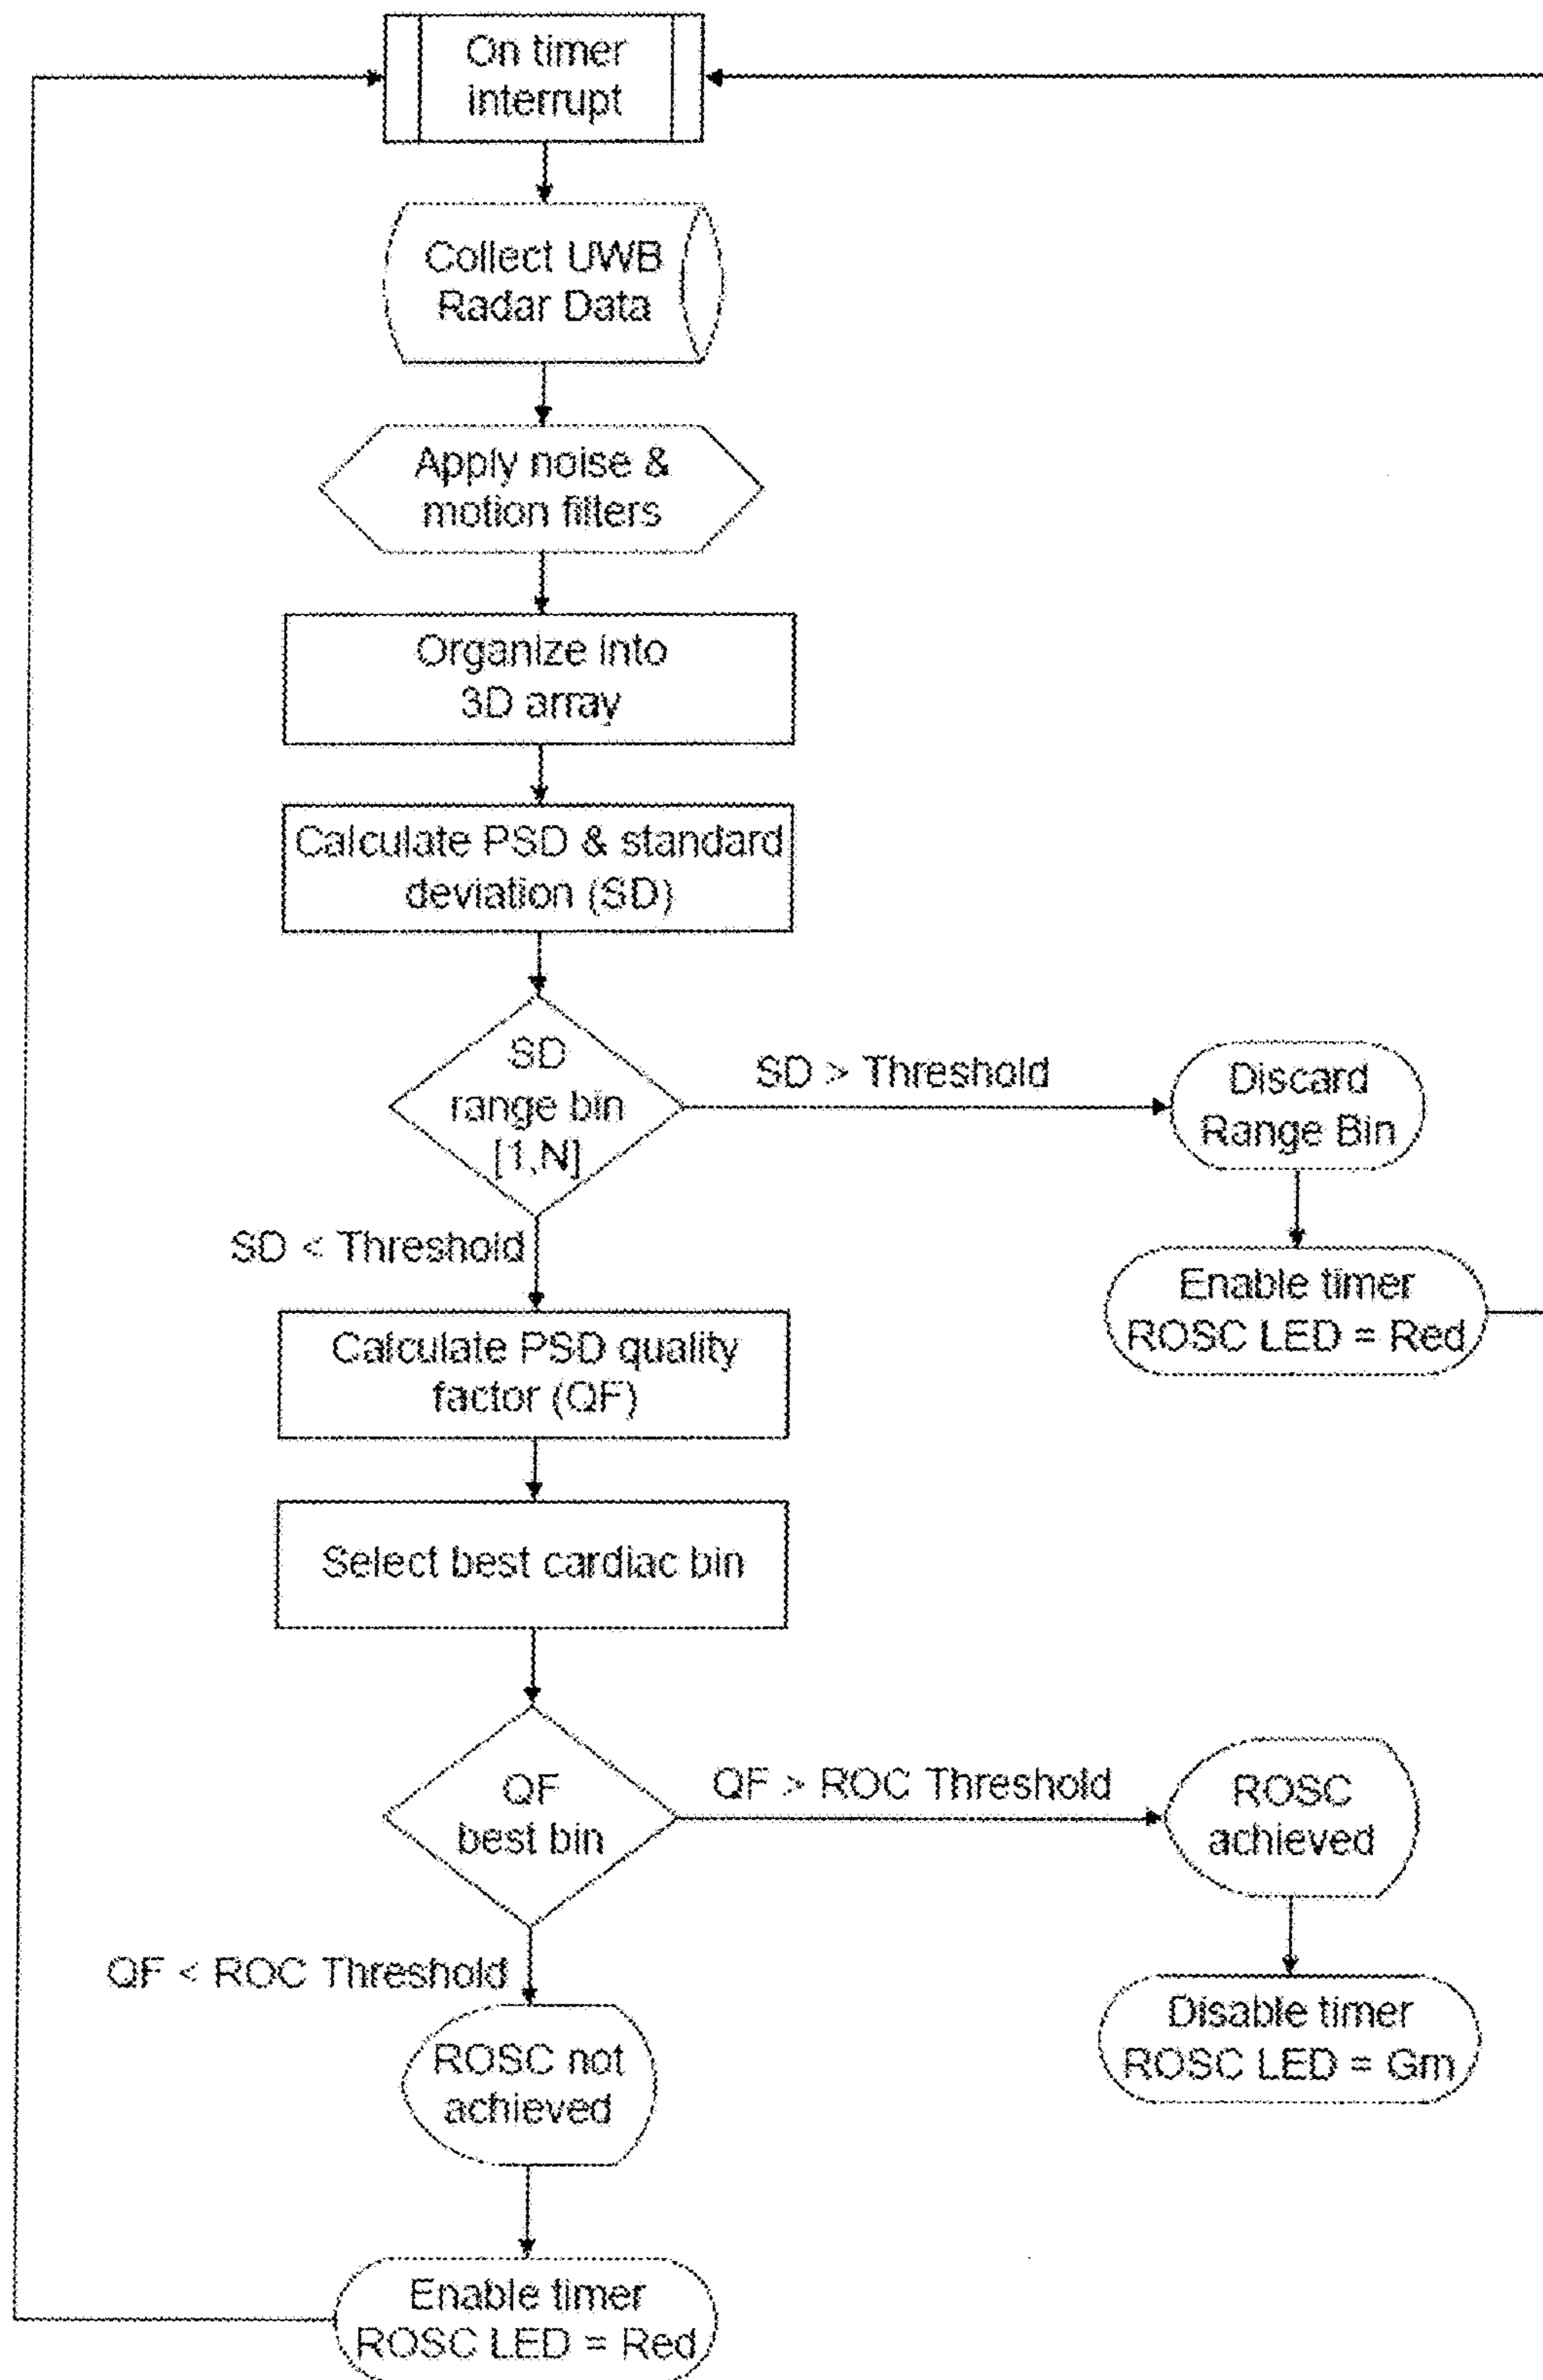 On timer
interrupt
Collect UWB
Radar Data
Apply noise &
motion filters
Organize into
3D array
Calculate PSD & standard
deviation (SD)
SD
range bin
[1,N]
SD > Threshold
Discard
Range Bin
Enable timer
ROSC LED = Red
SD < Threshold
Calculate PSD quality
factor (QF)
Select best cardiac bin
QF
best bin
QF > ROC Threshold
ROSC
achieved
Disable timer
ROSC LED = Grn
QF < ROC Threshold
ROSC not
achieved
Enable timer
ROSC LED = Red